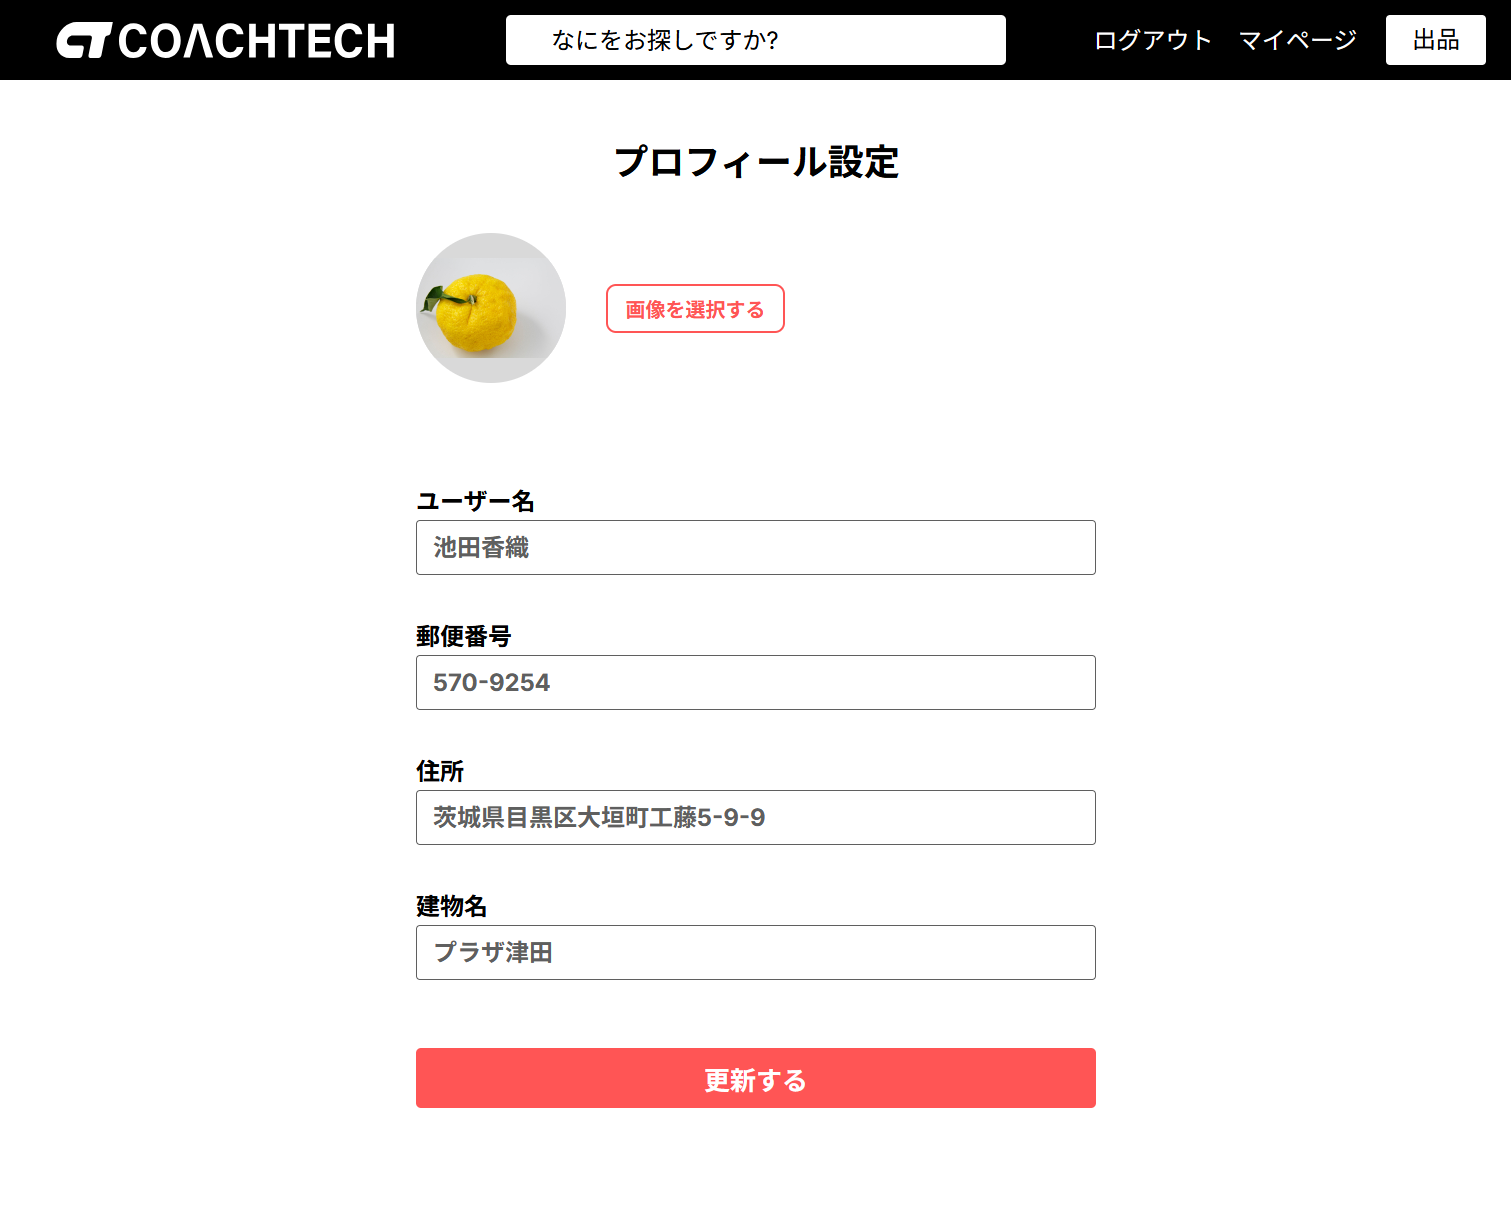 COACHTECH
なにをお探しですか?
ログアウト
マイページ
出品
プロフィール設定
画像を選択する
ユーザー名
池田香織
郵便番号
570-9254
住所
茨城県目黒区大垣町工藤5-9-9
建物名
プラザ津田
更新する